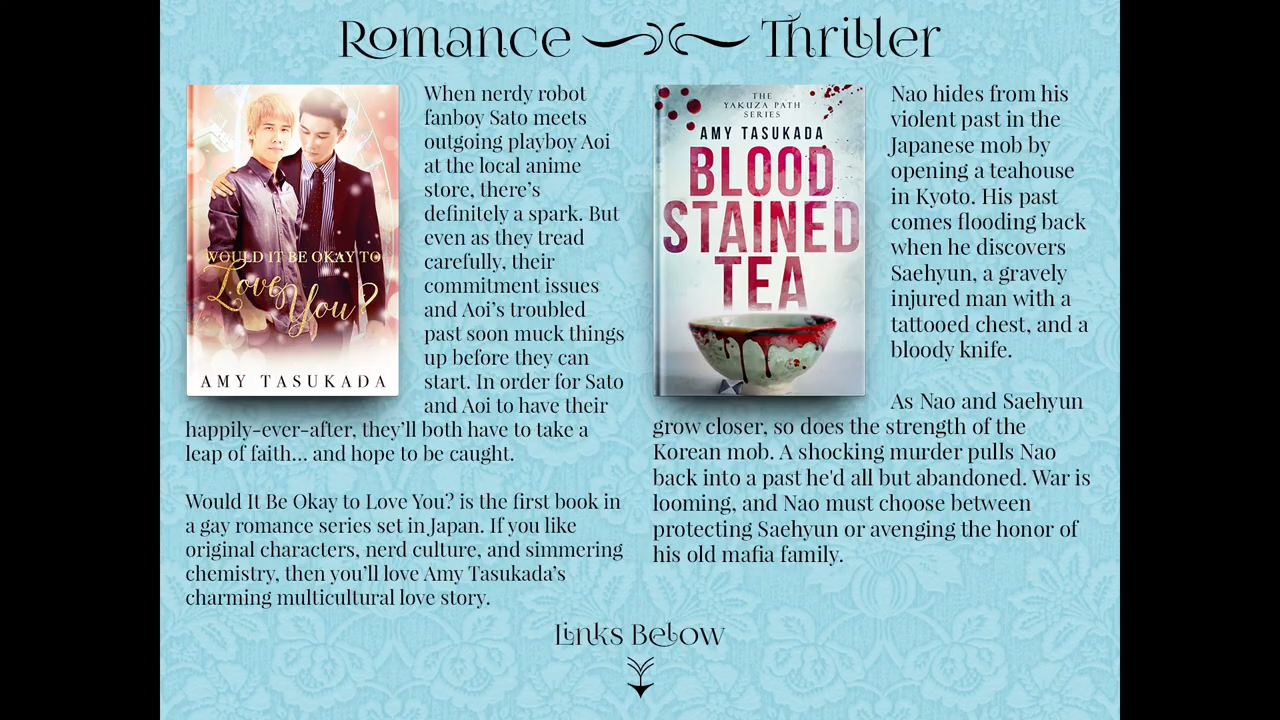 Romance Thriller
WOULD IT BE OKAY TO
Love You?
AMY TASUKADA
When nerdy robot
fanboy Sato meets
outgoing playboy Aoi
at the local anime
store, there's
definitely a spark. But
even as they tread
carefully, their
commitment issues
and Aoi's troubled
past soon muck things
up before they can
start. In order for Sato
and Aoi to have their
happily-ever-after, they'll both have to take a
leap of faith... and hope to be caught.
Would It Be Okay to Love You? is the first book in
a gay romance series set in Japan. If you like
original characters, nerd culture, and simmering
chemistry, then you'll love Amy Tasukada's
charming multicultural love story.
THE
YAKUZA PATH
SERIES
AMY TASUKADA
BLOOD
STAINED
TEA
Nao hides from his
violent past in the
Japanese mob by
opening a teahouse
in Kyoto. His past
comes flooding back
when he discovers
Saehyun, a gravely
injured man with a
tattooed chest, and a
bloody knife.
As Nao and Saehyun
grow closer, so does the strength of the
Korean mob. A shocking murder pulls Nao
back into a past he'd all but abandoned. War is
looming, and Nao must choose between
protecting Saehyun or avenging the honor of
his old mafia family.
Links Below